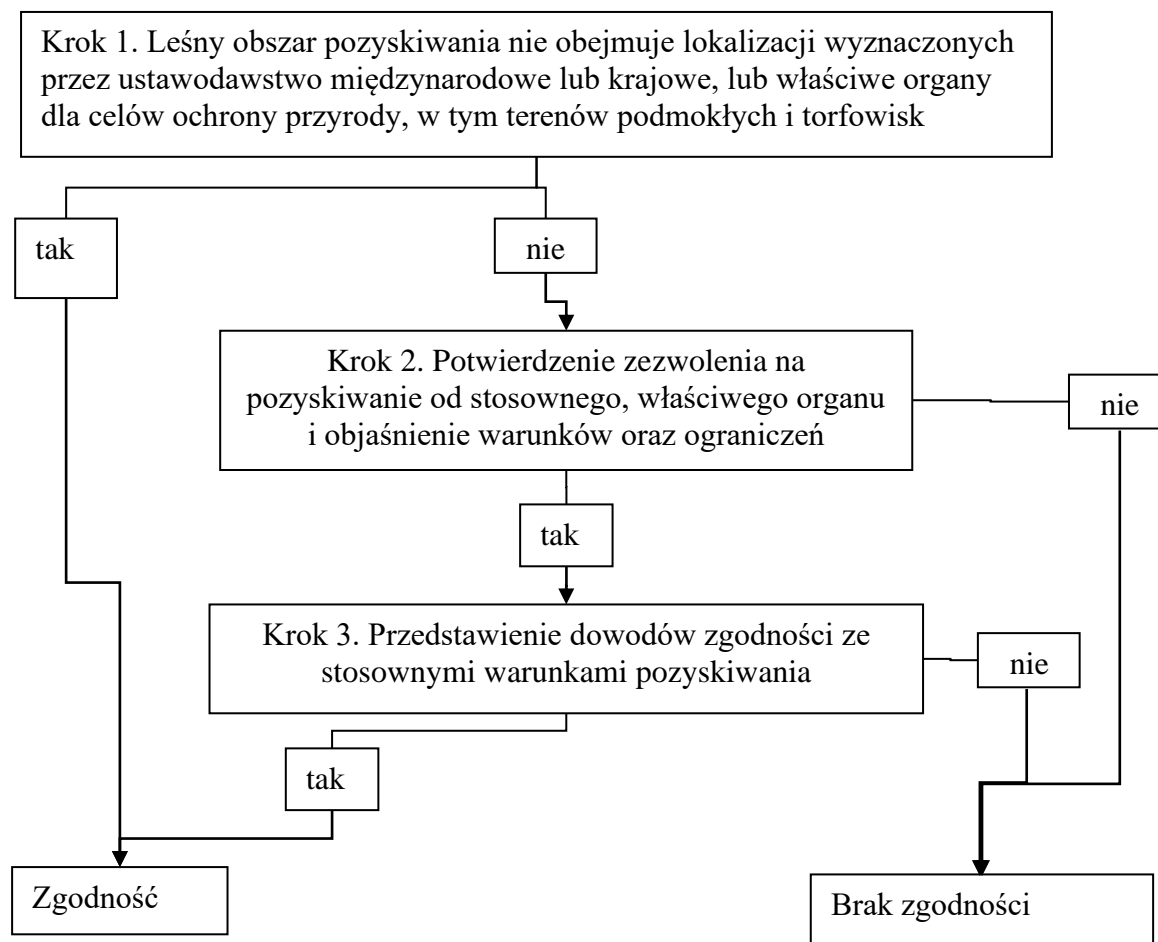 Krok 1. Leśny obszar pozyskiwania nie obejmuje lokalizacji wyznaczonych
przez ustawodawstwo międzynarodowe lub krajowe, lub właściwe organy
dla celów ochrony przyrody, w tym terenów podmokłych i torfowisk
tak
nie
Krok 2. Potwierdzenie zezwolenia na
pozyskiwanie od stosownego, właściwego organu
i objaśnienie warunków oraz ograniczeń
nie
tak
Krok 3. Przedstawienie dowodów zgodności ze
stosownymi warunkami pozyskiwania
nie
tak
Zgodność
Brak zgodności